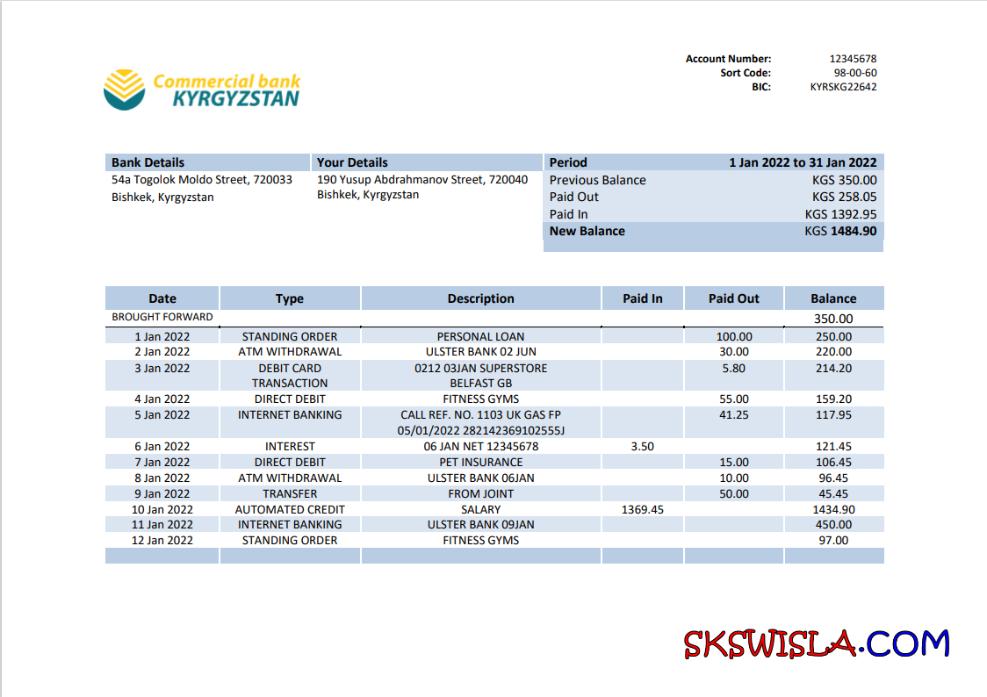 Account Number: 12345678
Sort Code: 98-00-60
BIC: KYRSKG22642
Commercial bank
KYRGYZSTAN
Bank Details Your Details Period 1 Jan 2022 to 31 Jan 2022
54a Togolok Moldo Street, 720033 190 Yusup Abdrahmanov Street, 720040 Previous Balance KGS 350.00
Bishkek, Kyrgyzstan Bishkek, Kyrgyzstan Paid Out KGS 258.05
Paid In KGS 1392.95
New Balance KGS 1484.90
Date Type Description Paid In Paid Out Balance
BROUGHT FORWARD 350.00
1 Jan 2022 STANDING ORDER PERSONAL LOAN 100.00 250.00
2 Jan 2022 ATM WITHDRAWAL ULSTER BANK 02 JUN 30.00 220.00
3 Jan 2022 DEBIT CARD 0212 03JAN SUPERSTORE 5.80 214.20
TRANSACTION BELFAST GB
4 Jan 2022 DIRECT DEBIT FITNESS GYMS 55.00 159.20
5 Jan 2022 INTERNET BANKING CALL REF. NO. 1103 UK GAS FP 41.25 117.95
05/01/2022 282142369102555J
6 Jan 2022 INTEREST 06 JAN NET 12345678 3.50 121.45
7 Jan 2022 DIRECT DEBIT PET INSURANCE 15.00 106.45
8 Jan 2022 ATM WITHDRAWAL ULSTER BANK 06JAN 10.00 96.45
9 Jan 2022 TRANSFER FROM JOINT 50.00 45.45
10 Jan 2022 AUTOMATED CREDIT SALARY 1369.45 1434.90
11 Jan 2022 INTERNET BANKING ULSTER BANK 09JAN 450.00
12 Jan 2022 STANDING ORDER FITNESS GYMS 97.00
SKSWISLA.COM